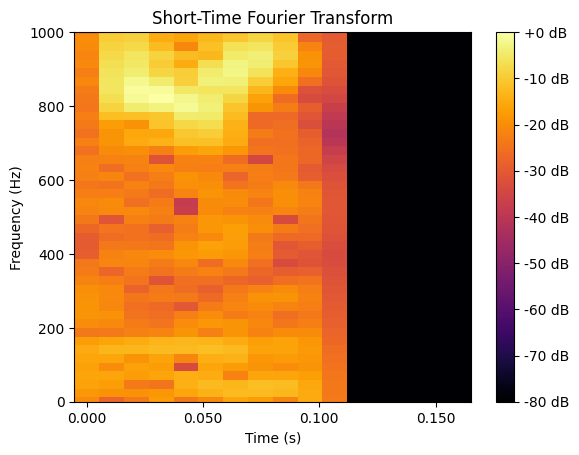 Short-Time Fourier Transform
1000
800
600
400
200
0
Frequency (Hz)
0.000
0.050
0.100
0.150
Time (s)
+0 dB
-10 dB
-20 dB
-30 dB
-40 dB
-50 dB
-60 dB
-70 dB
-80 dB